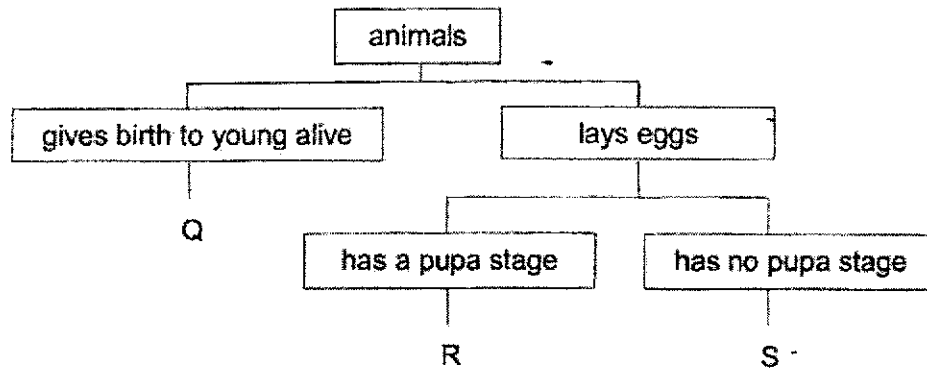 animals
gives birth to young alive
lays eggs
Q
has a pupa stage
has no pupa stage
R
S